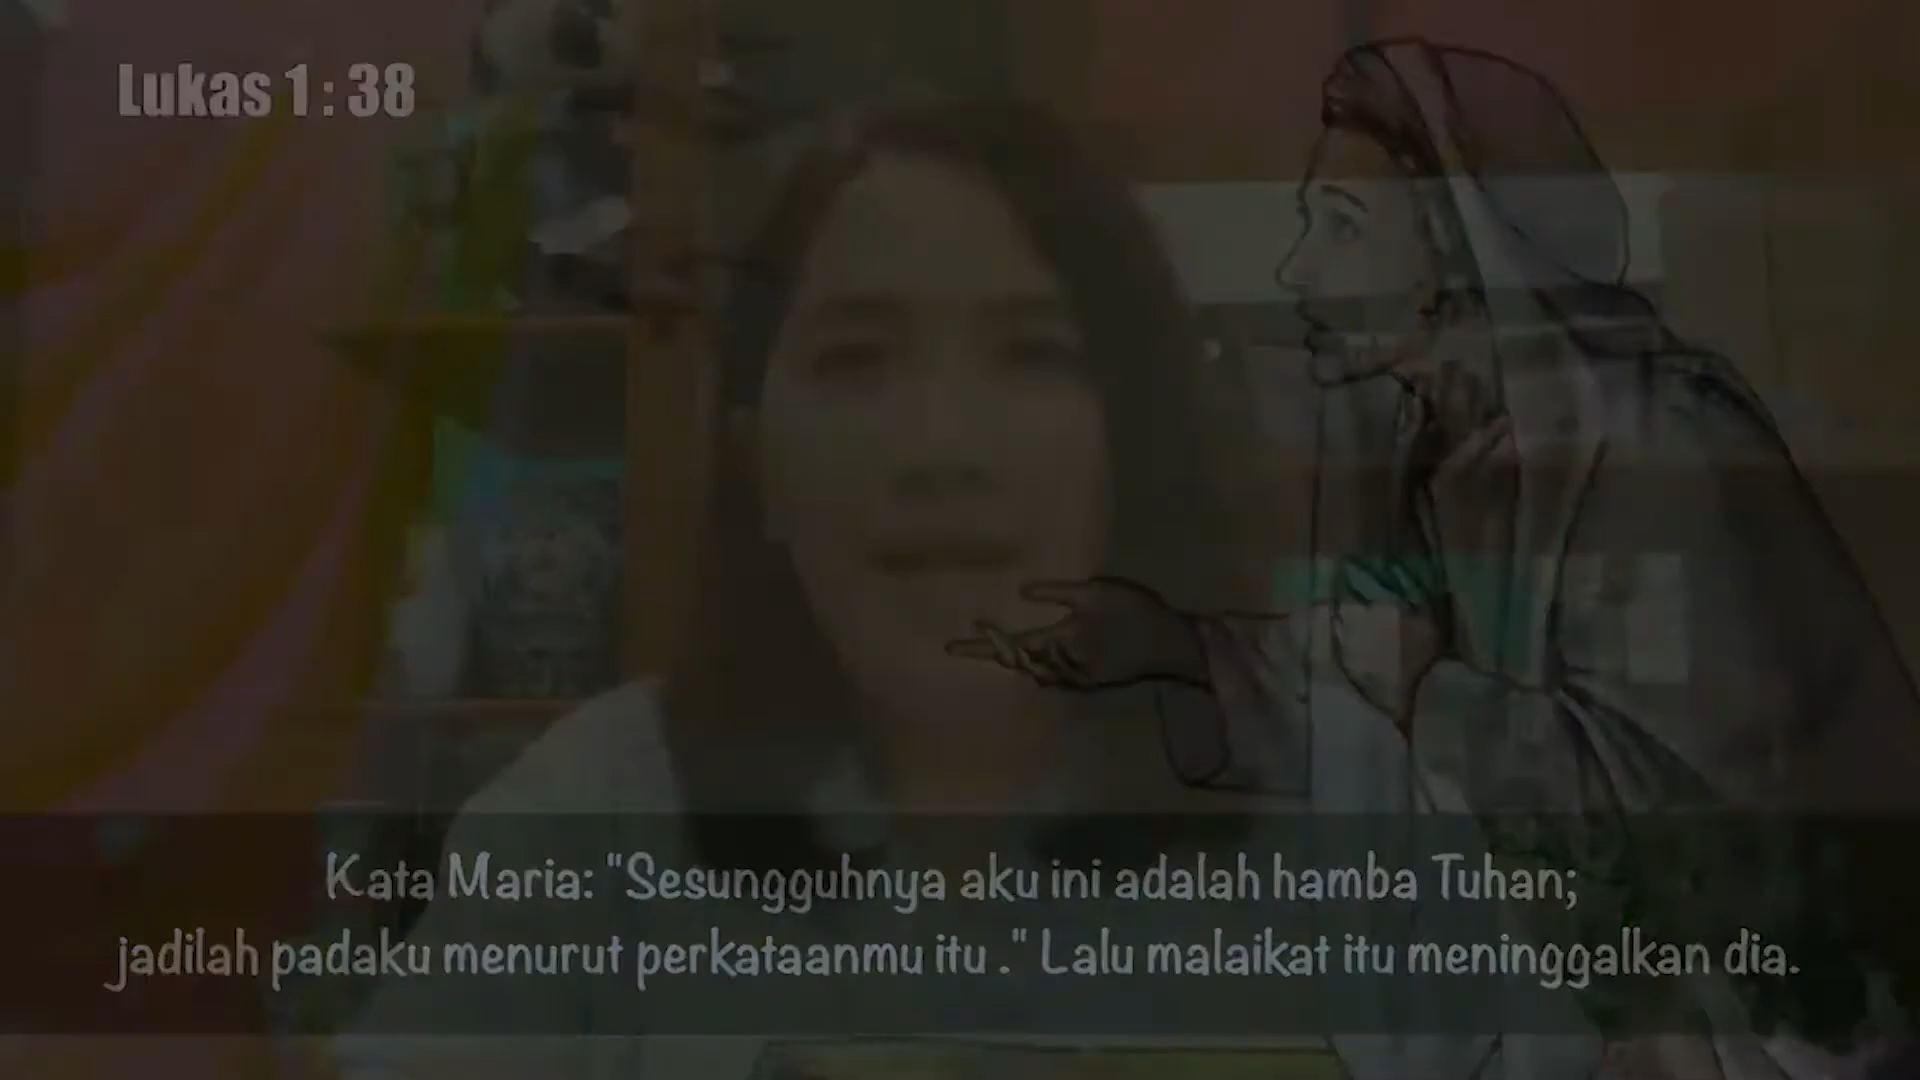 Lukas 1 : 38
Kata Maria: "Sesungguhnya aku ini adalah hamba Tuhan;
jadilah padaku menurut perkataanmu itu ." Lalu malaikat itu meninggalkan dia.